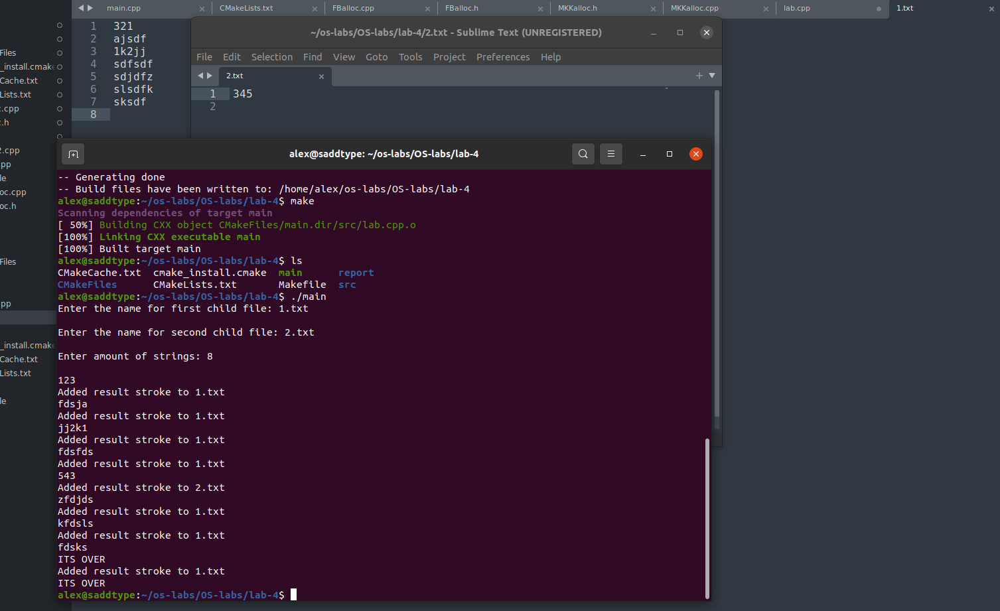 main.cpp
CMakeLists.txt
FBalloc.cpp
FBalloc.h
MKKalloc.h
MKKalloc.cpp
lab.cpp
1.txt
Files
_install.cmake
Cache.txt
Lists.txt
:.cpp
:.h
2.cpp
pp
le
oc.cpp
oc.h
Files
pp
_install.cmake
Cache.txt
Lists.txt
le
1 321
2 ajsdf
3 1k2jj
4 sdfsdf
5 sdjdfz
6 slsdfk
7 sksdf
8
~/os-labs/OS-labs/lab-4/2.txt - Sublime Text (UNREGISTERED)
File Edit Selection Find View Goto Tools Project Preferences Help
2.txt
1 345
2
alex@saddtype: ~/os-labs/OS-labs/lab-4
-- Generating done
-- Build files have been written to: /home/alex/os-labs/OS-labs/lab-4
alex@saddtype:~/os-labs/OS-labs/lab-4$ make
Scanning dependencies of target main
[ 50%] Building CXX object CMakeFiles/main.dir/src/lab.cpp.o
[100%] Linking CXX executable main
[100%] Built target main
alex@saddtype:~/os-labs/OS-labs/lab-4$ ls
CMakeCache.txt cmake_install.cmake main report
CMakeFiles CMakeLists.txt Makefile src
alex@saddtype:~/os-labs/OS-labs/lab-4$ ./main
Enter the name for first child file: 1.txt
Enter the name for second child file: 2.txt
Enter amount of strings: 8
123
Added result stroke to 1.txt
fdsja
Added result stroke to 1.txt
jj2k1
Added result stroke to 1.txt
fdsfds
Added result stroke to 1.txt
543
Added result stroke to 2.txt
zfdjds
Added result stroke to 1.txt
kfdsls
Added result stroke to 1.txt
fdsks
ITS OVER
Added result stroke to 1.txt
ITS OVER
alex@saddtype:~/os-labs/OS-labs/lab-4$